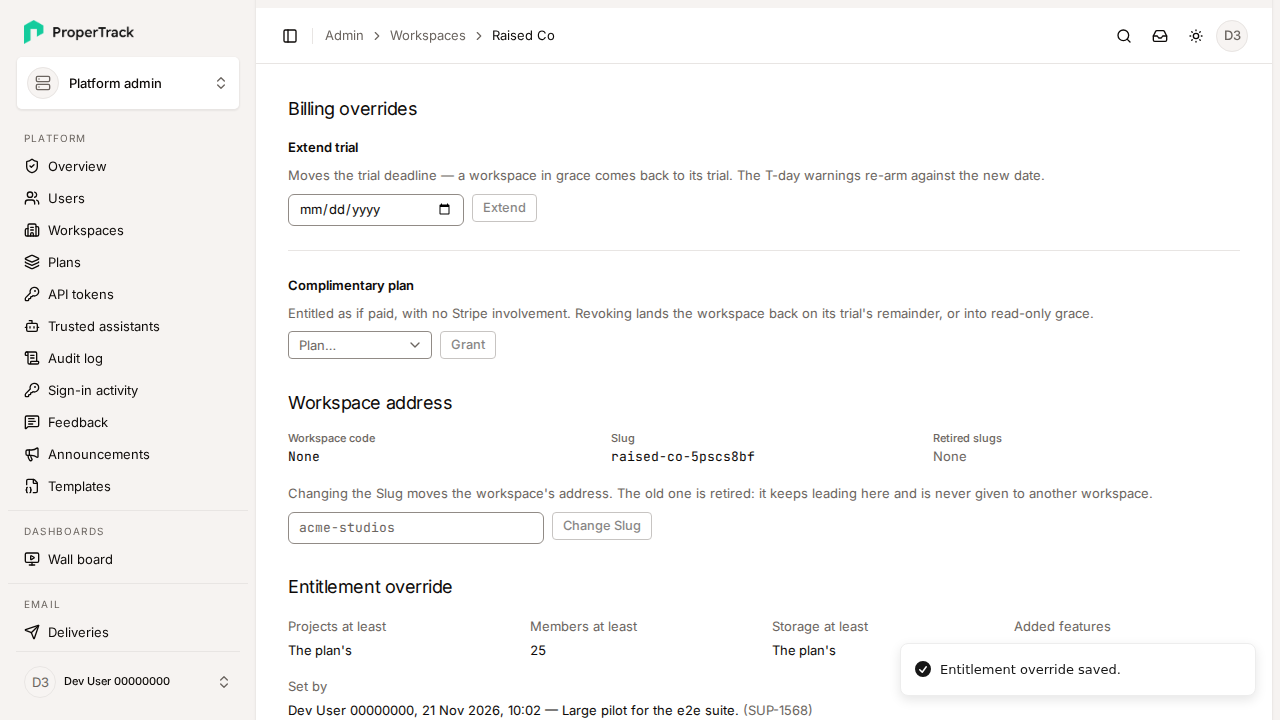 ProperTrack
Platform admin
PLATFORM
Overview
Users
Workspaces
Plans
API tokens
Trusted assistants
Audit log
Sign-in activity
Feedback
Announcements
Templates
DASHBOARDS
Wall board
EMAIL
Deliveries
D3 Dev User 00000000
Admin > Workspaces > Raised Co
D3
Billing overrides
Extend trial
Moves the trial deadline — a workspace in grace comes back to its trial. The T-day warnings re-arm against the new date.
mm/dd/yyyy Extend
Complimentary plan
Entitled as if paid, with no Stripe involvement. Revoking lands the workspace back on its trial's remainder, or into read-only grace.
Plan... Grant
Workspace address
Workspace code Slug Retired slugs
None raised-co-5pscs8bf None
Changing the Slug moves the workspace's address. The old one is retired: it keeps leading here and is never given to another workspace.
acme-studios Change Slug
Entitlement override
Projects at least Members at least Storage at least Added features
The plan's 25 The plan's
Set by
Dev User 00000000, 21 Nov 2026, 10:02 — Large pilot for the e2e suite. (SUP-1568)
Entitlement override saved.